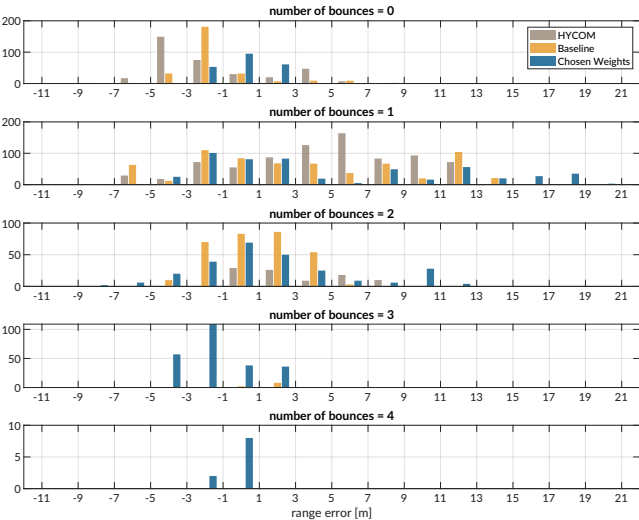 number of bounces = 0
200
100
0
HYCOM
Baseline
Chosen Weights
-11 -9 -7 -5 -3 -1 1 3 5 7 9 11 13 15 17 19 21
number of bounces = 1
200
100
0
-11 -9 -7 -5 -3 -1 1 3 5 7 9 11 13 15 17 19 21
number of bounces = 2
100
50
0
-11 -9 -7 -5 -3 -1 1 3 5 7 9 11 13 15 17 19 21
number of bounces = 3
100
50
0
-11 -9 -7 -5 -3 -1 1 3 5 7 9 11 13 15 17 19 21
number of bounces = 4
10
5
0
-11 -9 -7 -5 -3 -1 1 3 5 7 9 11 13 15 17 19 21
range error [m]